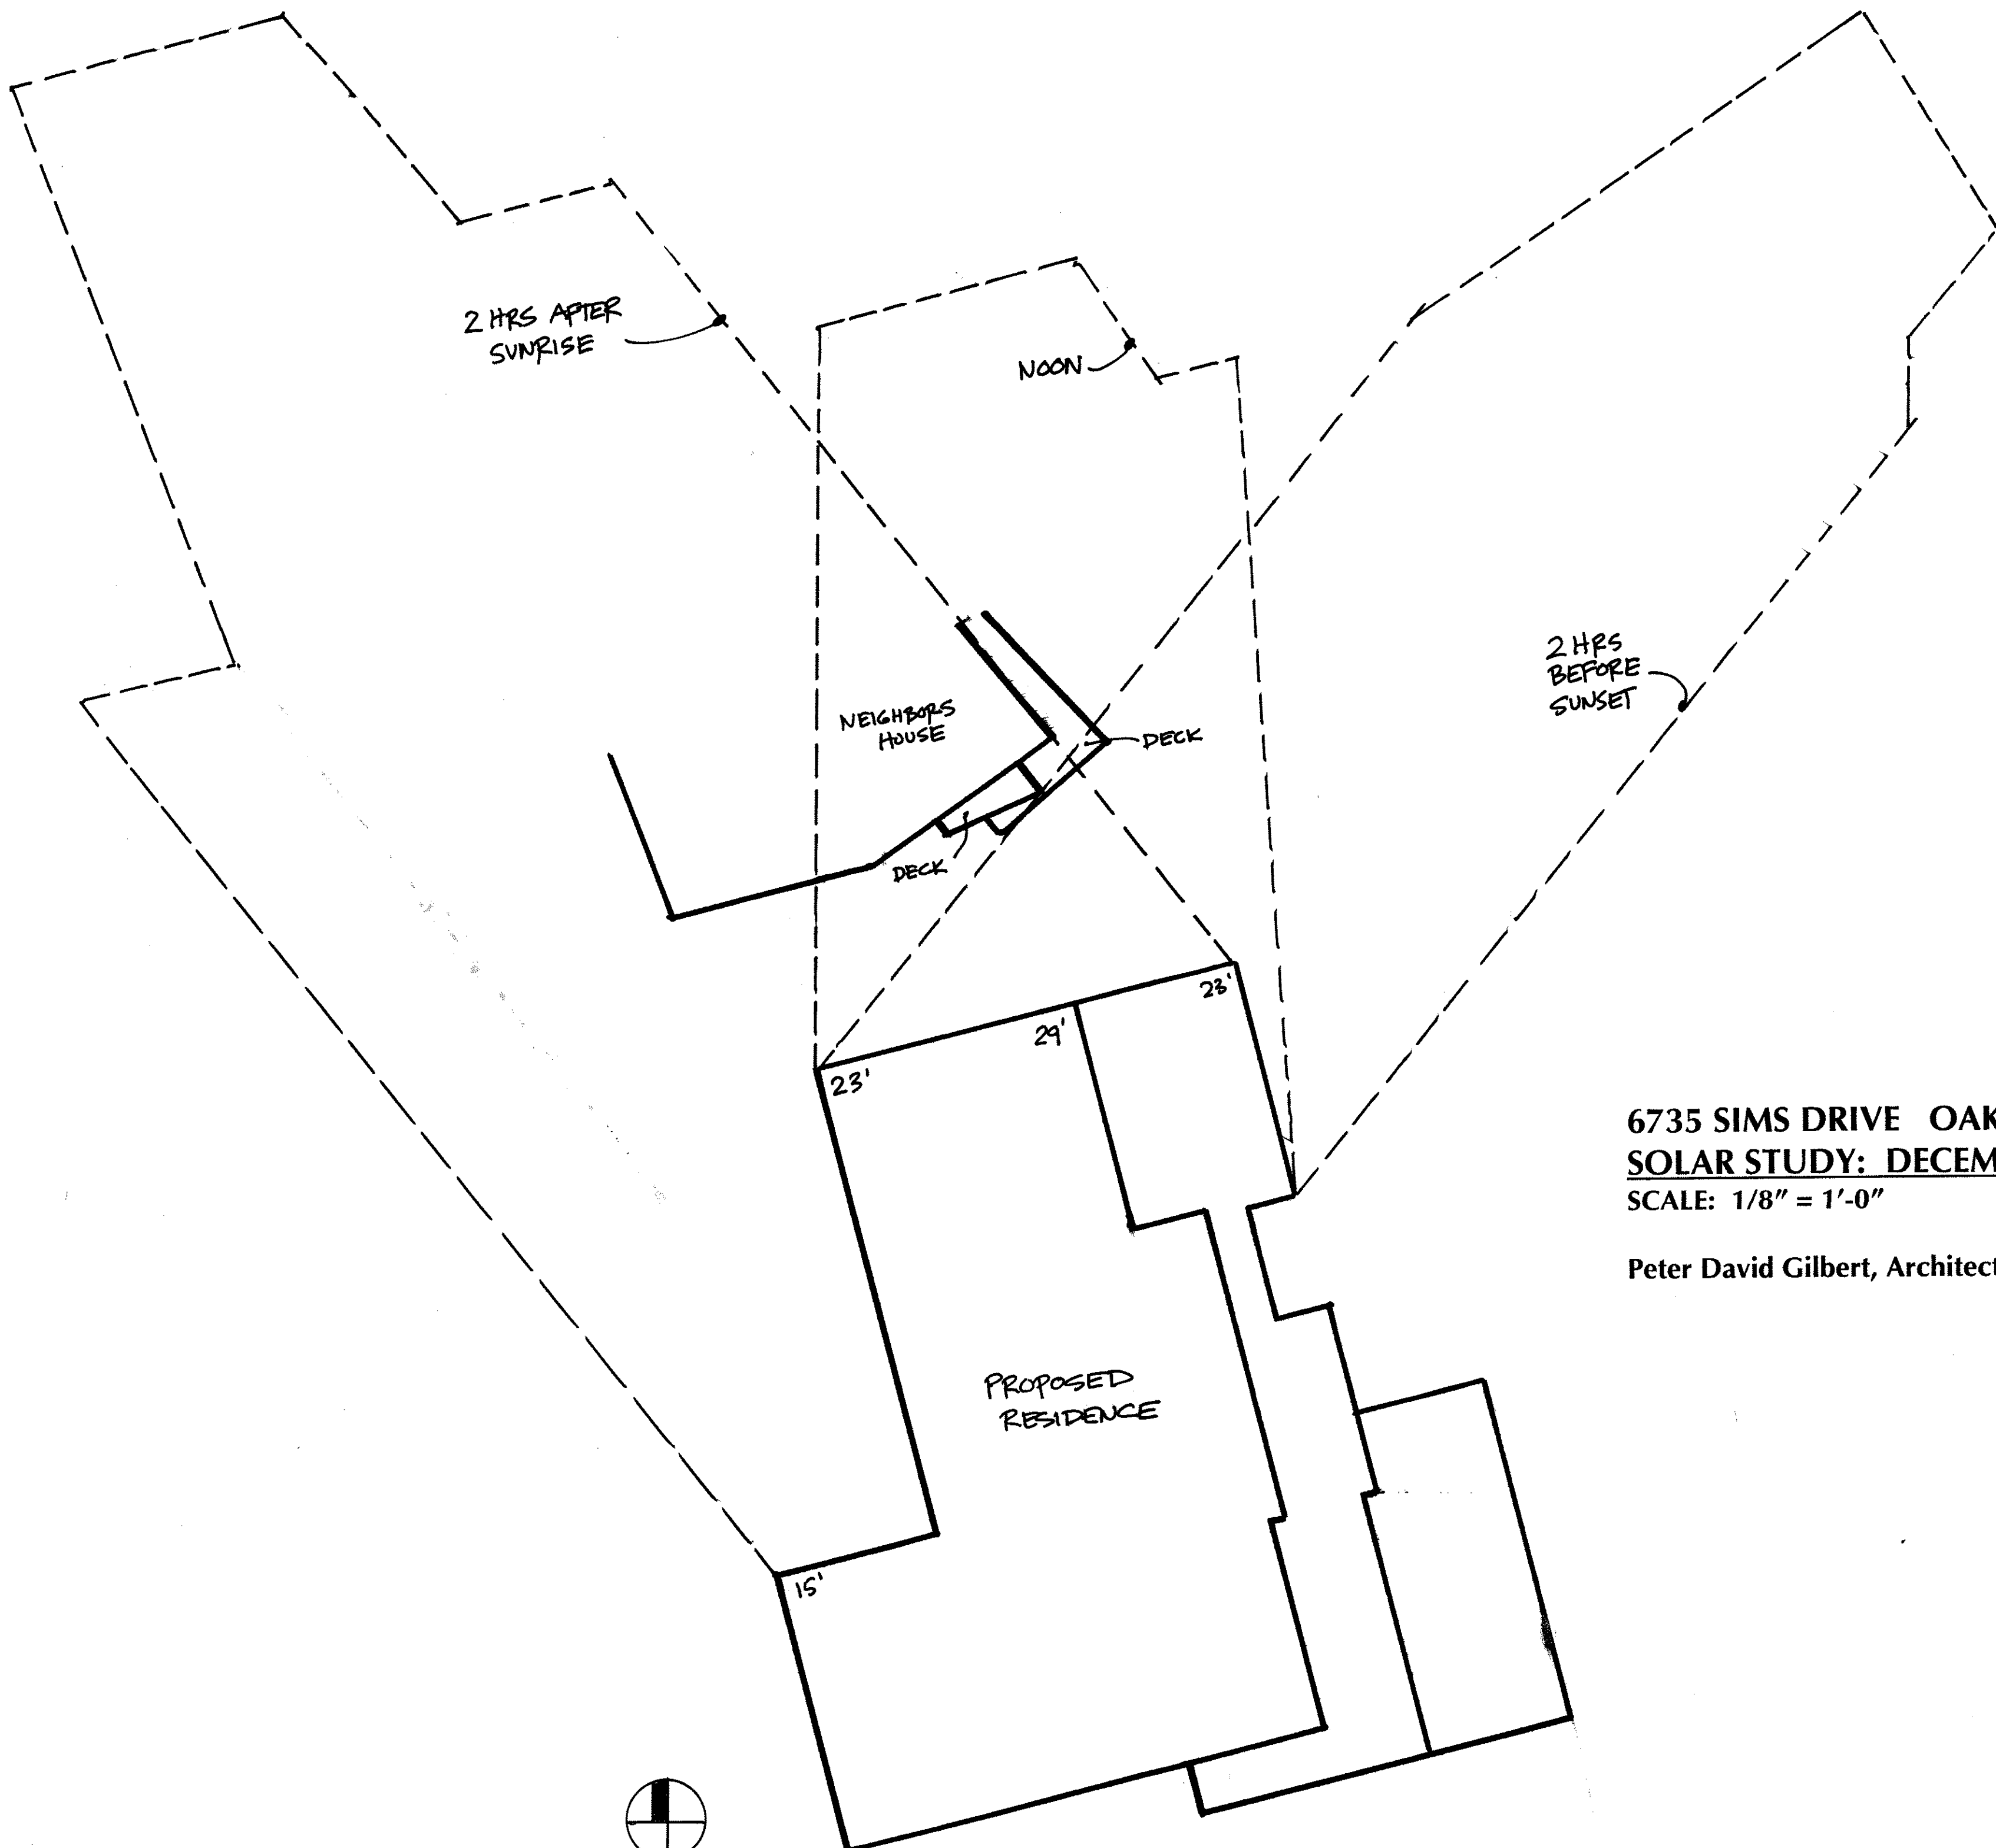 2 HRS AFTER
SUNRISE
NOON
2 HRS
BEFORE
SUNSET
NEIGHBORS
HOUSE
DECK
DECK
23'
29'
23'
6735 SIMS DRIVE OAK
SOLAR STUDY: DECEM
SCALE: 1/8" = 1'-0"
Peter David Gilbert, Architect
PROPOSED
RESIDENCE
15'